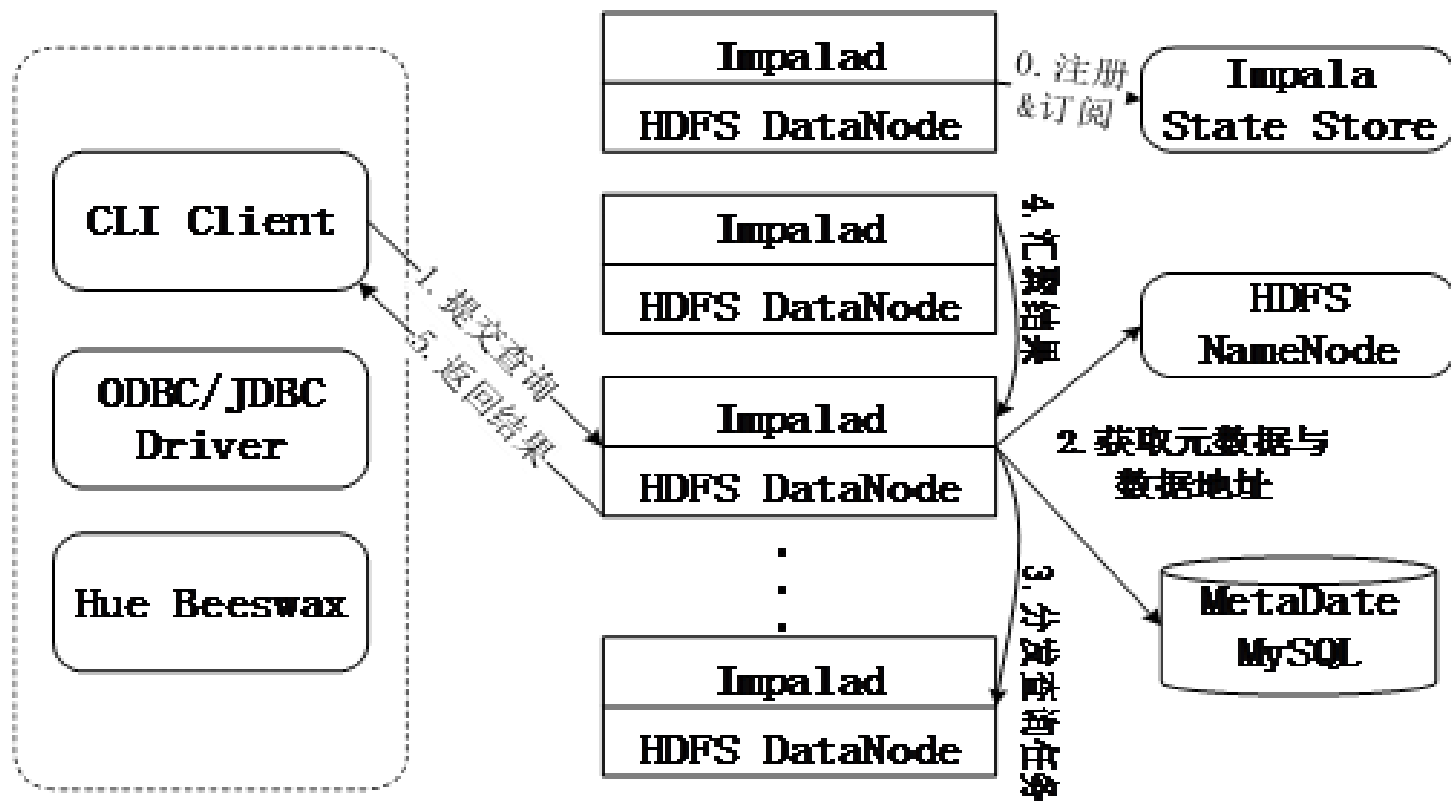 CLI Client
ODBC/JDBC
Driver
Hue Beeswax
1. 提交查询
5. 返回结果
Impalad
HDFS DataNode
0. 注册
&订阅
Impala
State Store
Impalad
HDFS DataNode
4. 汇聚结果
Impalad
HDFS DataNode
HDFS
NameNode
2. 获取元数据与
数据地址
3. 分发查询任务
MetaDate
MySQL
Impalad
HDFS DataNode